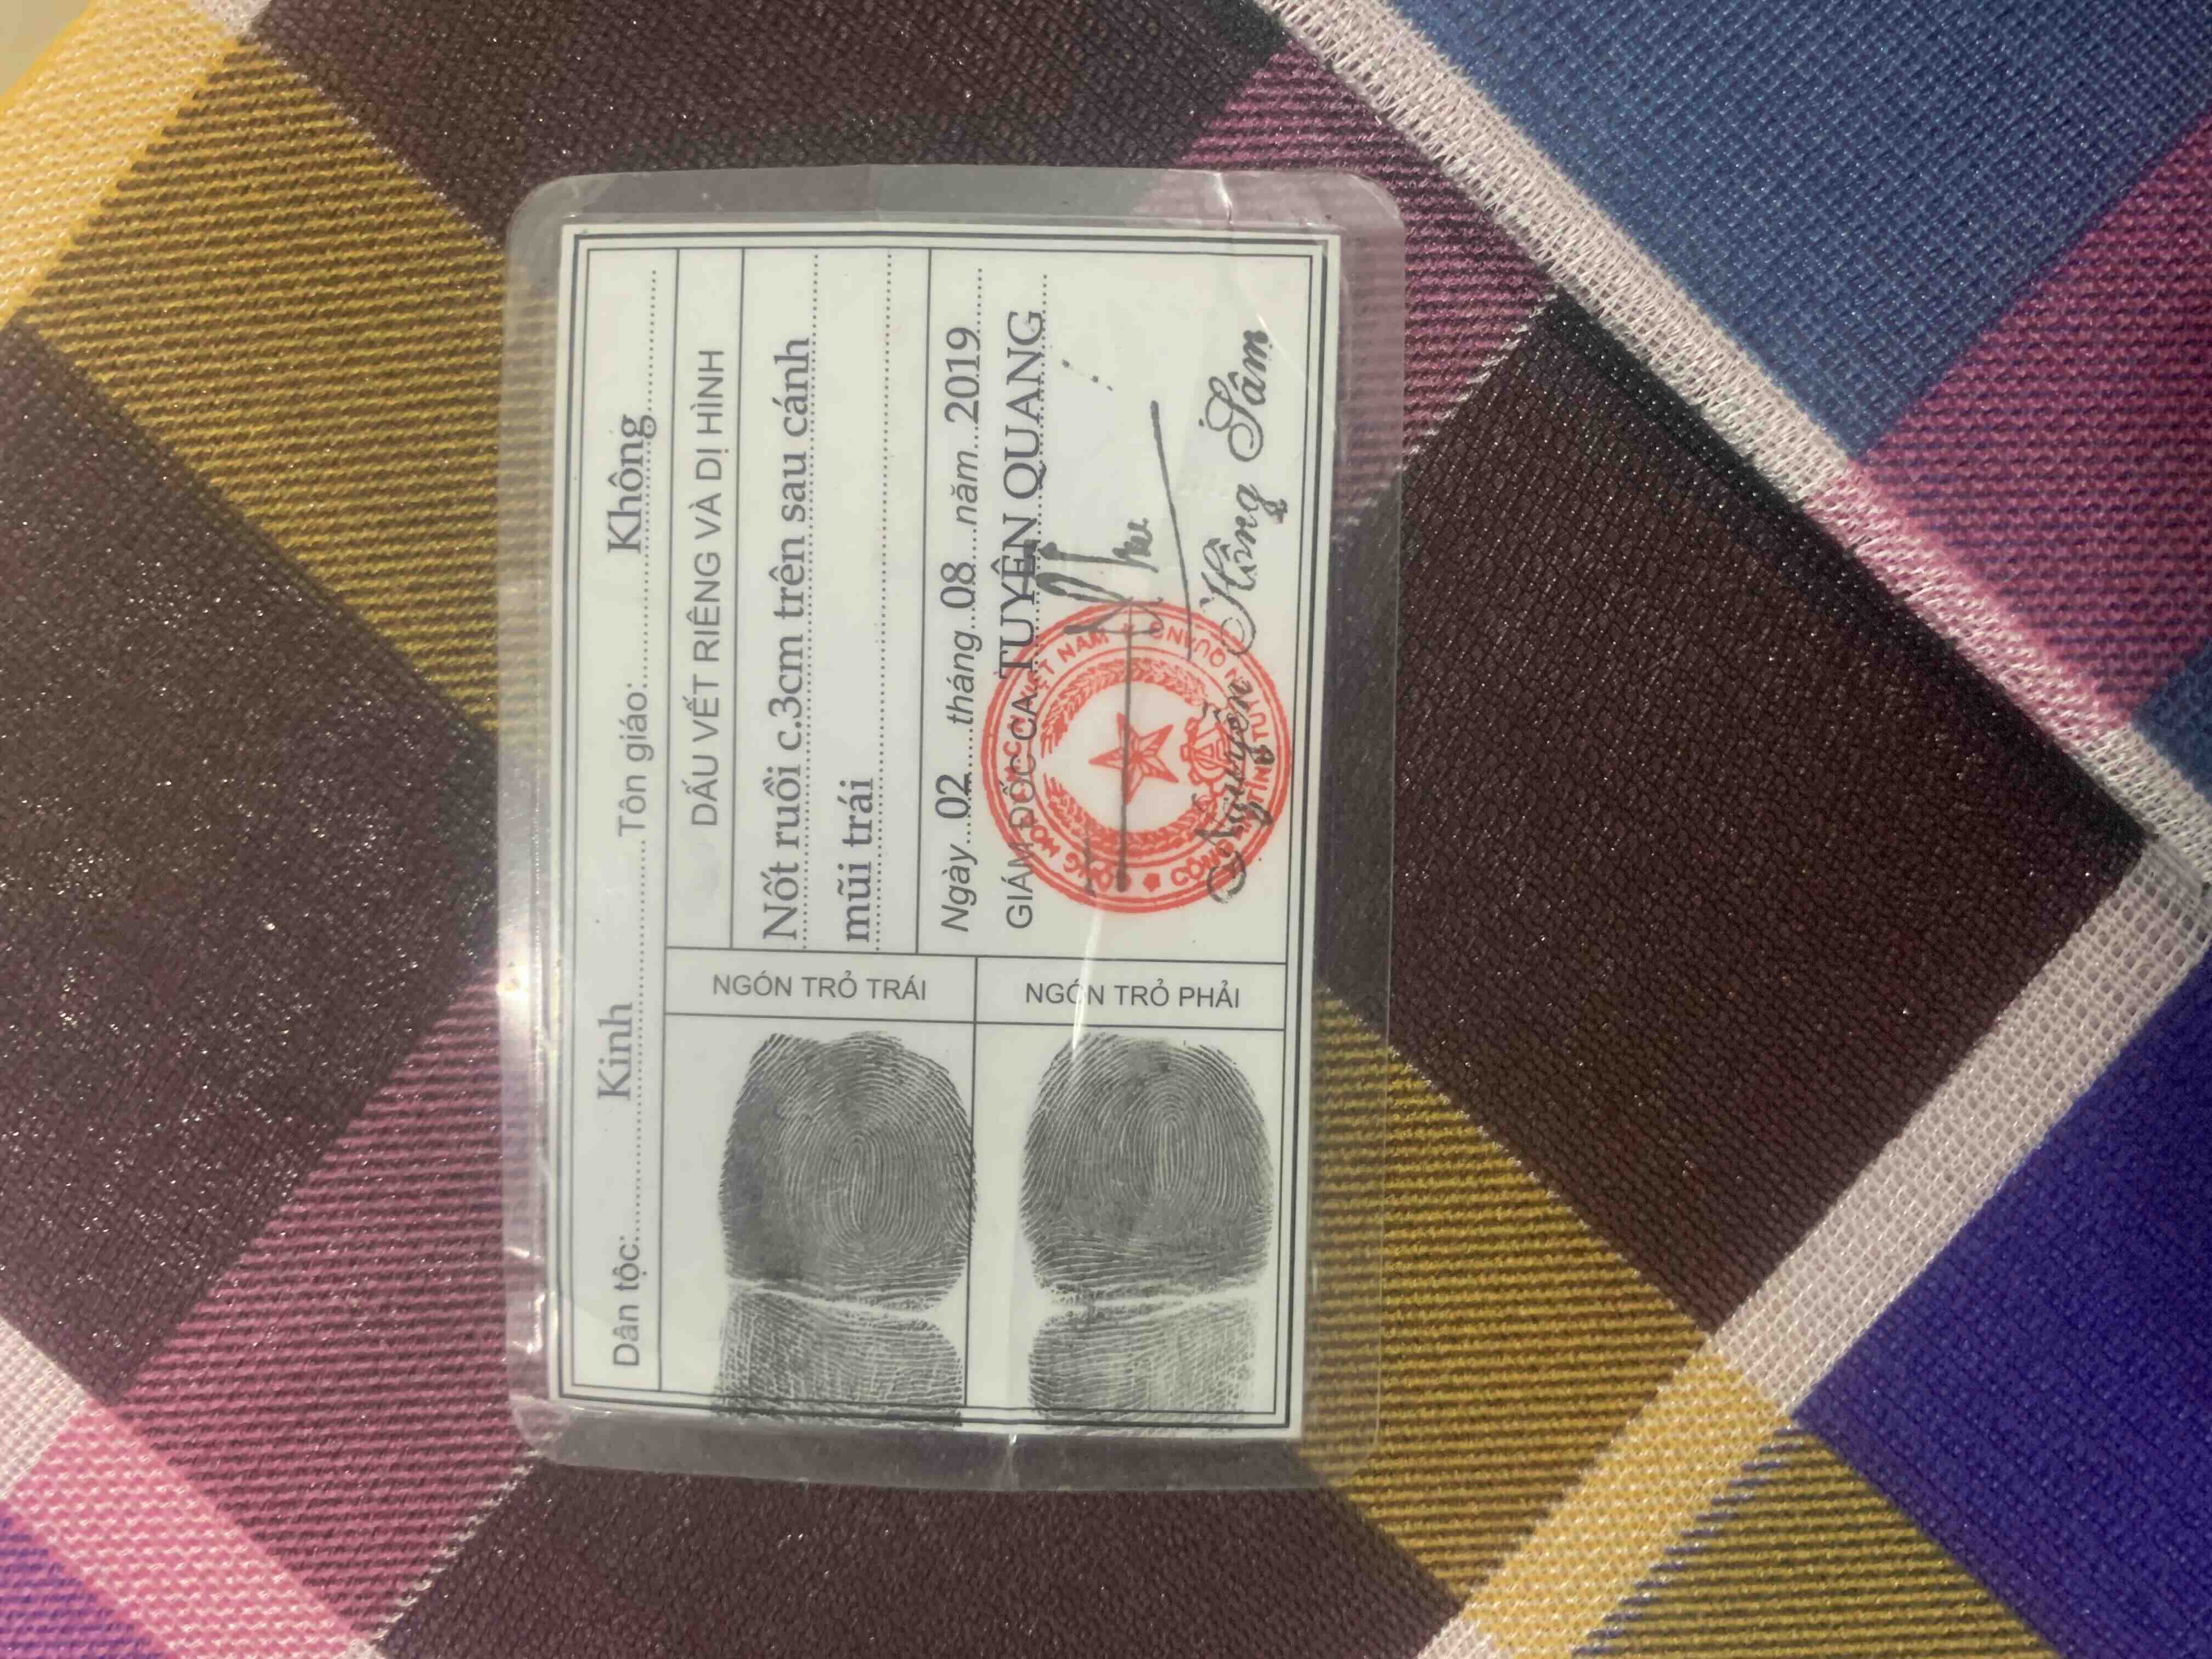 Dân tộc: Kinh Tôn giáo: Không
NGÓN TRỎ TRÁI
DẤU VẾT RIÊNG VÀ DỊ HÌNH
Nốt ruồi c.3cm trên sau cánh
mũi trái
NGÓN TRỎ PHẢI
Ngày 02 tháng 08 năm 2019
GIÁM ĐỐC CA TUYÊN QUANG
Nguyễn Hồng Sâm